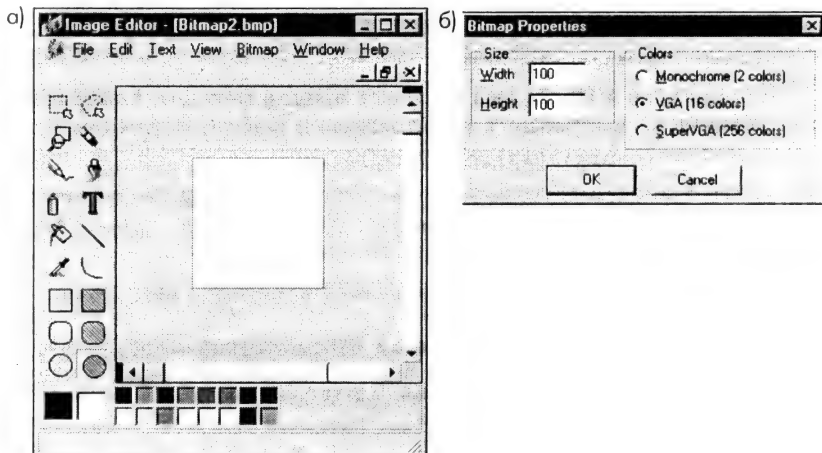 а)
Image Editor - [Bitmap2.bmp]
File Edit Text View Bitmap Window Help
T
б)
Bitmap Properties
Size
Width 100
Height 100
Colors
Monochrome (2 colors)
VGA (16 colors)
SuperVGA (256 colors)
OK Cancel